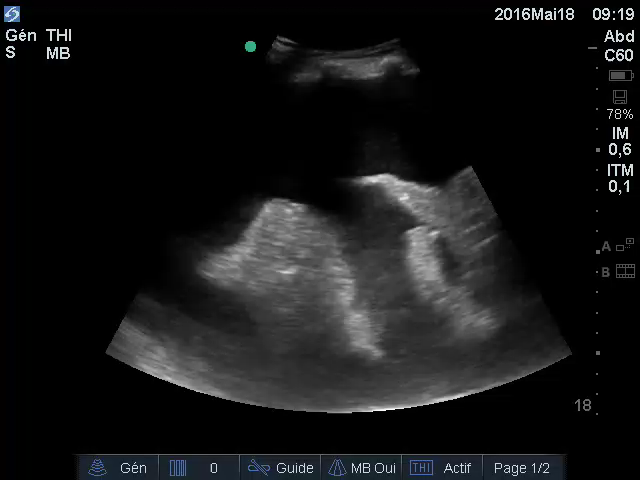 2016Mai18 09:19
Gén THI
S MB
Abd
C60
78%
IM
0,6
ITM
0,1
A
B
18
Gén 0 Guide MB Oui THI Actif Page 1/2